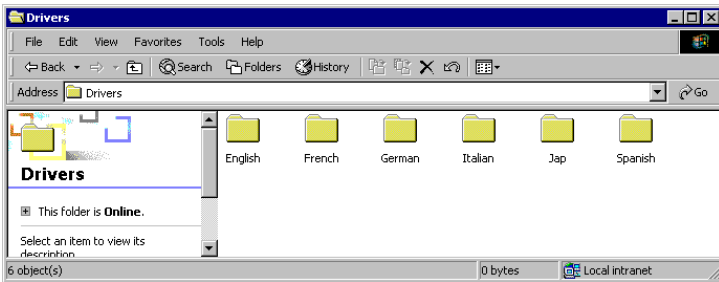 Drivers
File Edit View Favorites Tools Help
Back Search Folders History
Address Drivers Go
English French German Italian Jap Spanish
Drivers
This folder is Online.
Select an item to view its
description.
6 object(s) 0 bytes Local intranet